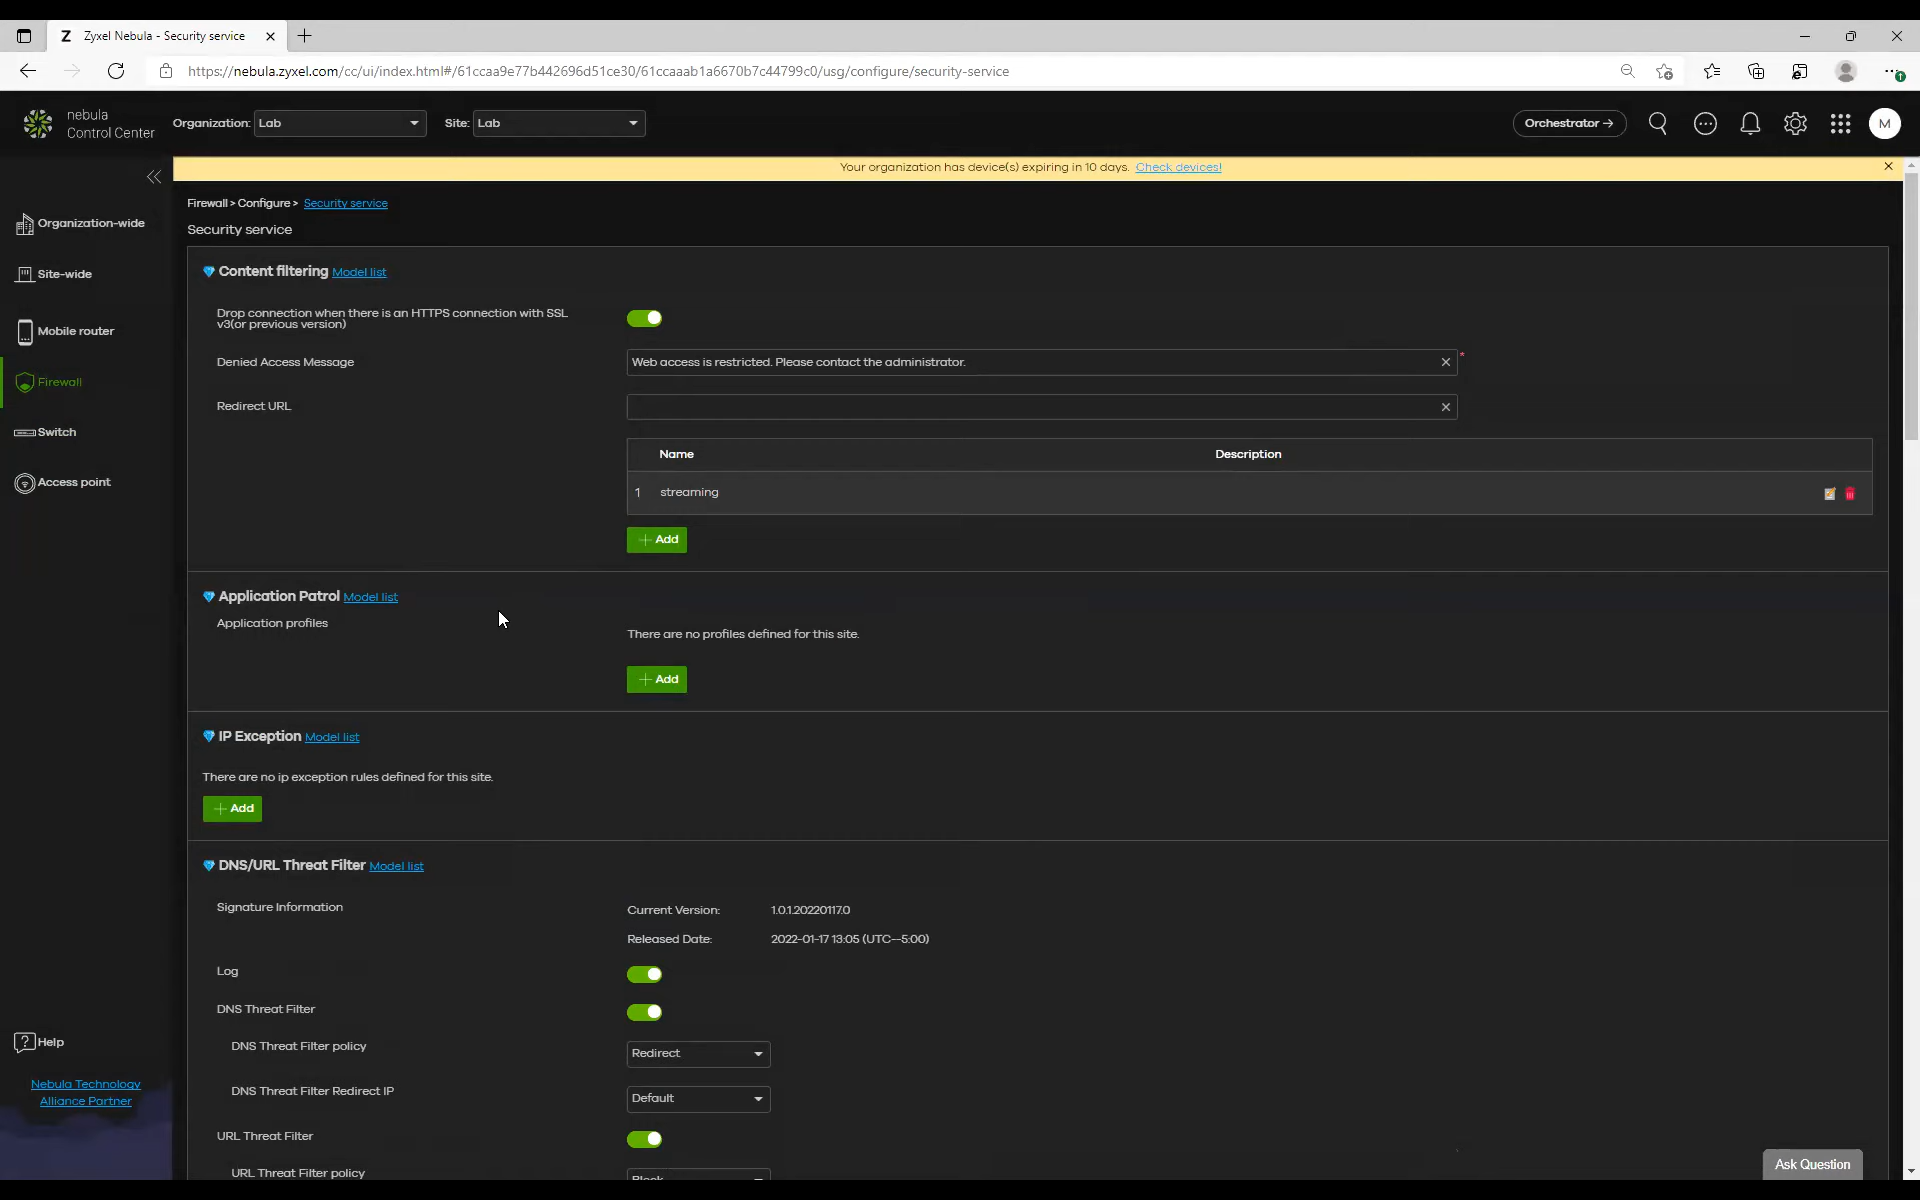 Zyxel Nebula - Security service
https://nebula.zyxel.com/cc/ui/index.html#/61ccaa9e77b442696d51ce30/61ccaaab1a6670b7c44799c0/usg/configure/security-service
nebula
Control Center
Organization: Lab
Site: Lab
Orchestrator →
M
Your organization has device(s) expiring in 10 days. Check devices!
Organization-wide
Site-wide
Mobile router
Firewall
Switch
Access point
Help
Nebula Technology
Alliance Partner
Firewall > Configure > Security service
Security service
Content filtering Model list
Drop connection when there is an HTTPS connection with SSL
v3(or previous version)
Denied Access Message
Web access is restricted. Please contact the administrator. *
Redirect URL
Name Description
1 streaming
+ Add
Application Patrol Model list
Application profiles
There are no profiles defined for this site.
+ Add
IP Exception Model list
There are no ip exception rules defined for this site.
+ Add
DNS/URL Threat Filter Model list
Signature Information
Current Version: 1.0.1.20220117.0
Released Date: 2022-01-17 13:05 (UTC--5:00)
Log
DNS Threat Filter
DNS Threat Filter policy
Redirect
DNS Threat Filter Redirect IP
Default
URL Threat Filter
URL Threat Filter policy
Block
Ask Question